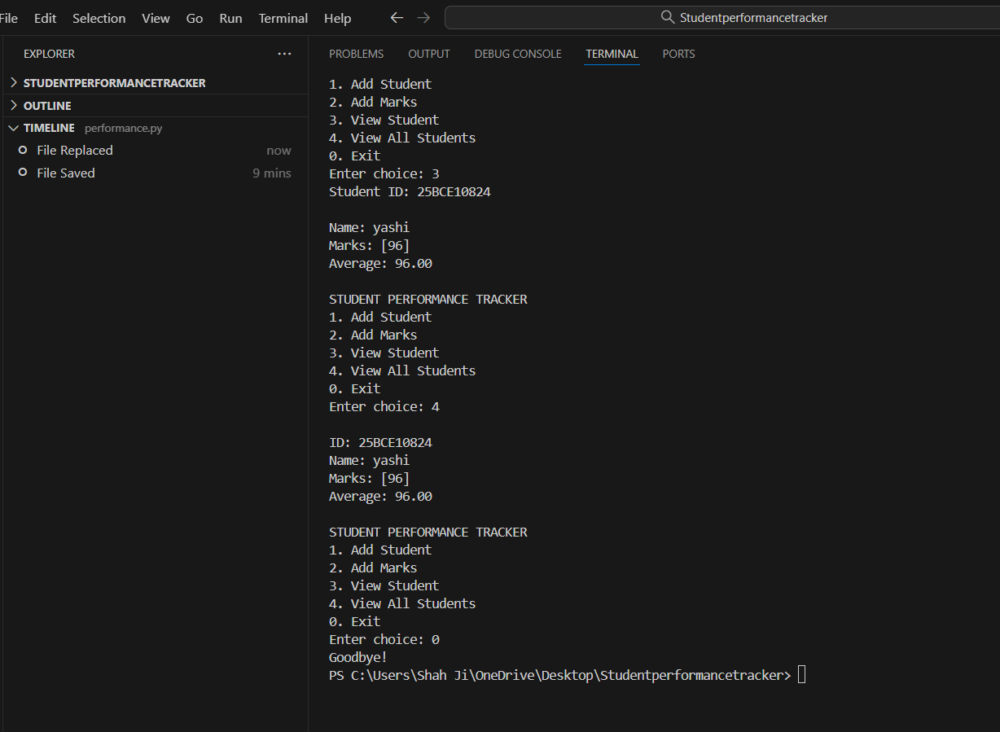 File Edit Selection View Go Run Terminal Help Studentperformancetracker
EXPLORER ...
STUDENTPERFORMANCETRACKER
OUTLINE
TIMELINE performance.py
File Replaced now
File Saved 9 mins
PROBLEMS OUTPUT DEBUG CONSOLE TERMINAL PORTS
1. Add Student
2. Add Marks
3. View Student
4. View All Students
0. Exit
Enter choice: 3
Student ID: 25BCE10824
Name: yashi
Marks: [96]
Average: 96.00
STUDENT PERFORMANCE TRACKER
1. Add Student
2. Add Marks
3. View Student
4. View All Students
0. Exit
Enter choice: 4
ID: 25BCE10824
Name: yashi
Marks: [96]
Average: 96.00
STUDENT PERFORMANCE TRACKER
1. Add Student
2. Add Marks
3. View Student
4. View All Students
0. Exit
Enter choice: 0
Goodbye!
PS C:\Users\Shah Ji\OneDrive\Desktop\Studentperformancetracker>